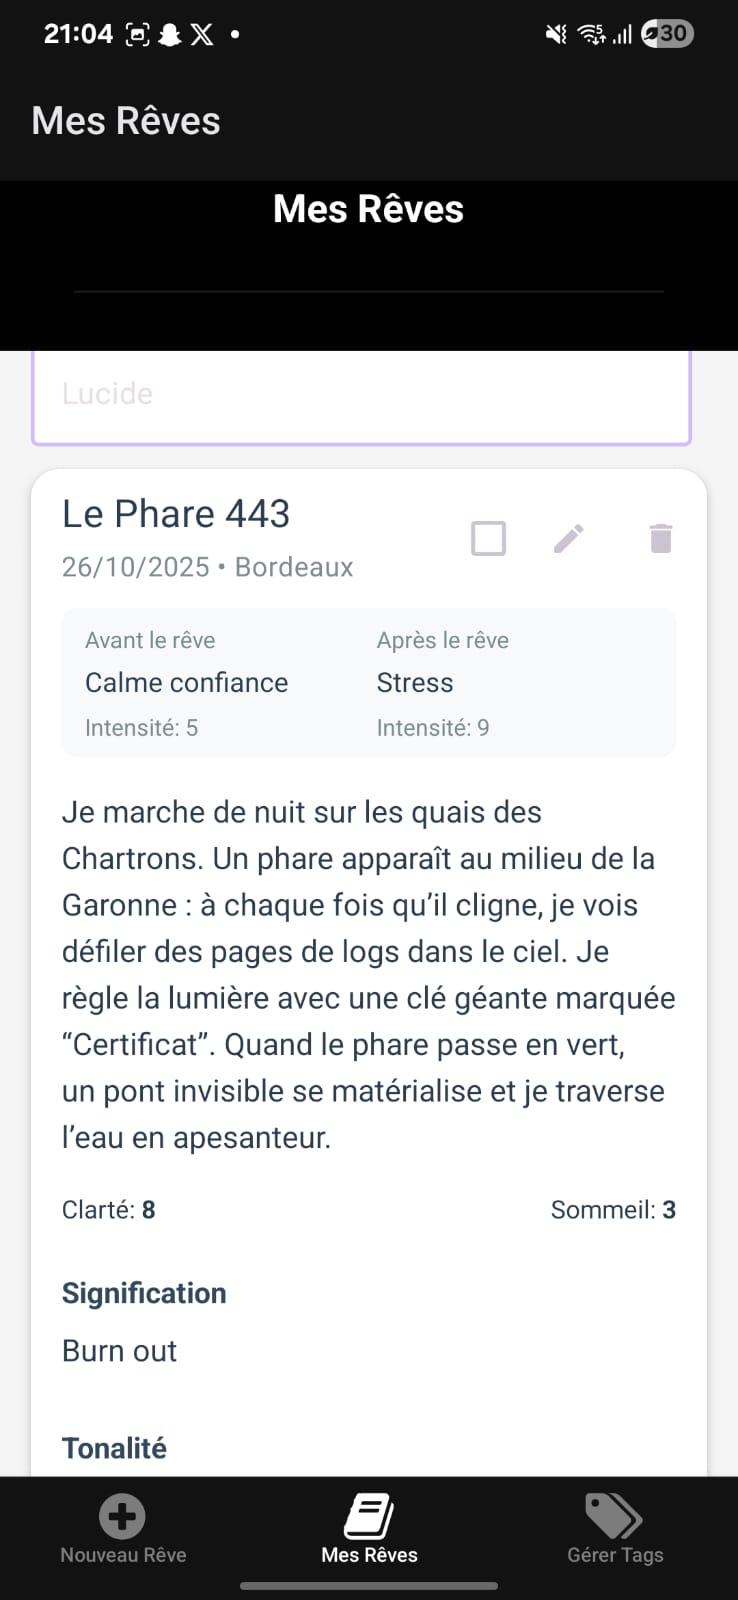 21:04
30
Mes Rêves
Mes Rêves
Lucide
Le Phare 443
26/10/2025 • Bordeaux
Avant le rêve
Après le rêve
Calme confiance
Stress
Intensité: 5
Intensité: 9
Je marche de nuit sur les quais des
Chartrons. Un phare apparaît au milieu de la
Garonne : à chaque fois qu’il cligne, je vois
défiler des pages de logs dans le ciel. Je
règle la lumière avec une clé géante marquée
“Certificat”. Quand le phare passe en vert,
un pont invisible se matérialise et je traverse
l’eau en apesanteur.
Clarté: 8
Sommeil: 3
Signification
Burn out
Tonalité
Nouveau Rêve
Mes Rêves
Gérer Tags